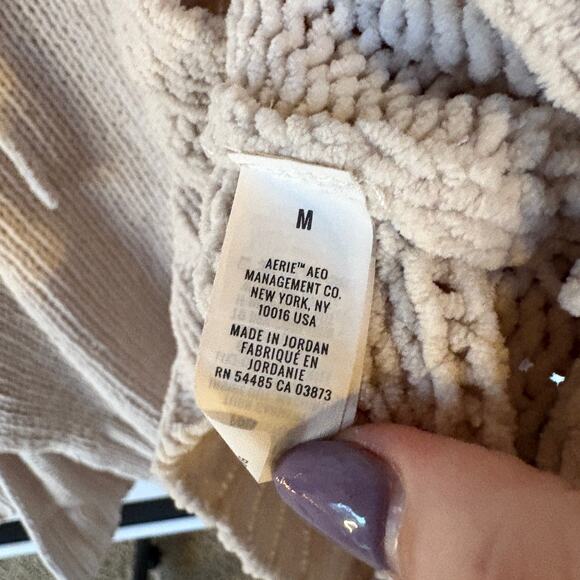 M
AERIE™ AEO
MANAGEMENT CO.
NEW YORK, NY
10016 USA
MADE IN JORDAN
FABRIQUÉ EN
JORDANIE
RN 54485 CA 03873